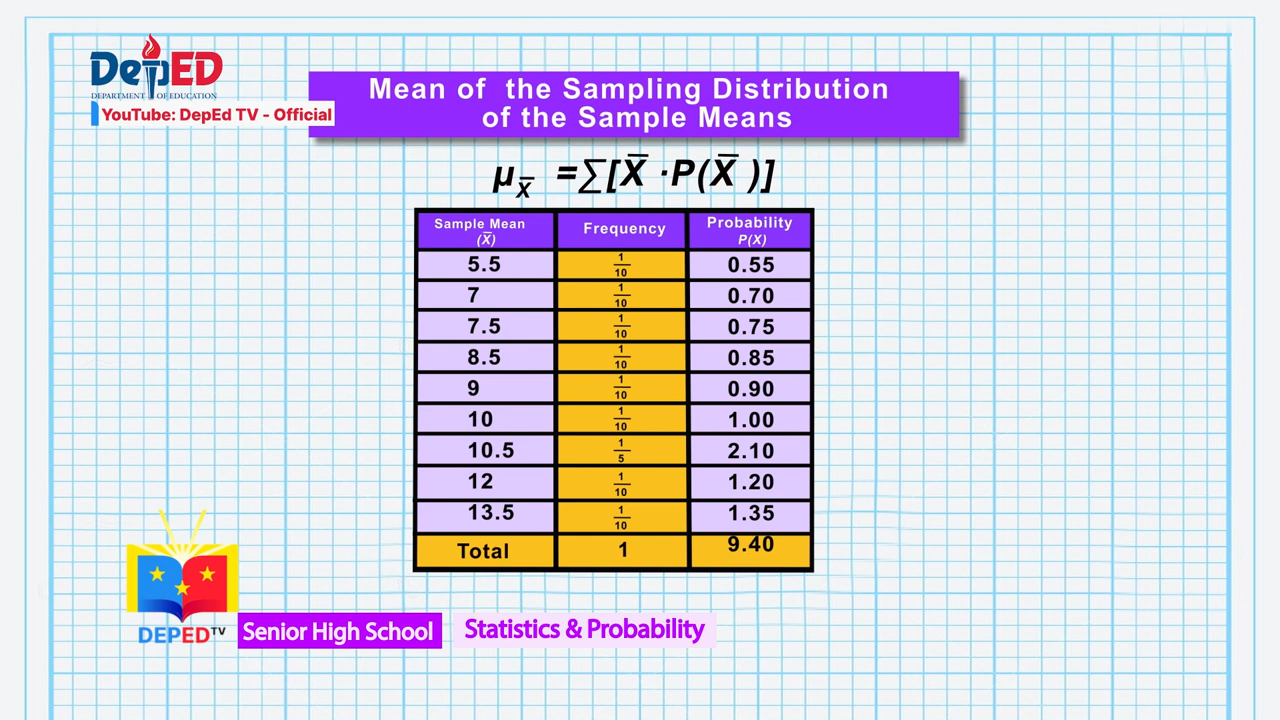 DepED
DEPARTMENT OF EDUCATION
YouTube: DepEd TV - Official
Mean of the Sampling Distribution
of the Sample Means
μ_X̅ =∑[X̅ ·P(X̅ )]
Sample Mean (X̅) Frequency Probability P(X)
5.5 1/10 0.55
7 1/10 0.70
7.5 1/10 0.75
8.5 1/10 0.85
9 1/10 0.90
10 1/10 1.00
10.5 1/5 2.10
12 1/10 1.20
13.5 1/10 1.35
Total 1 9.40
DEPED TV
Senior High School
Statistics & Probability